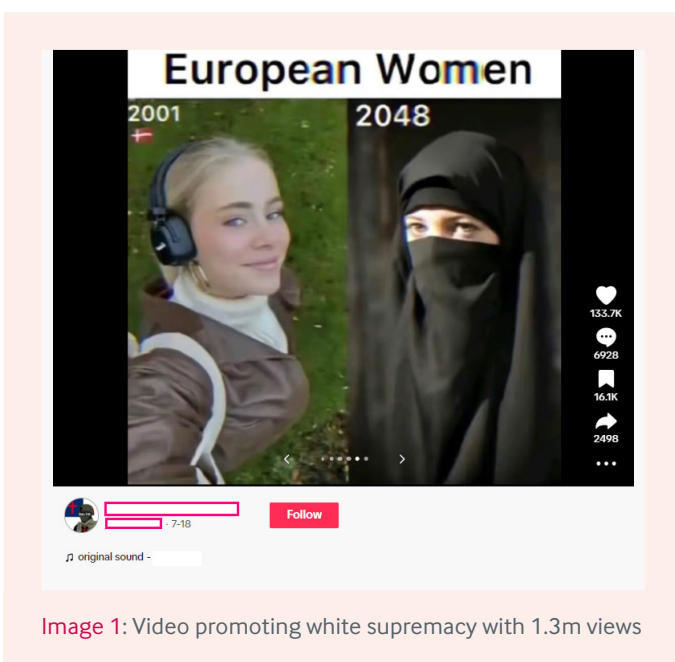 European Women
2001
2048
133.7K
6928
16.1K
2498
· 7-18
Follow
original sound -
Image 1: Video promoting white supremacy with 1.3m views